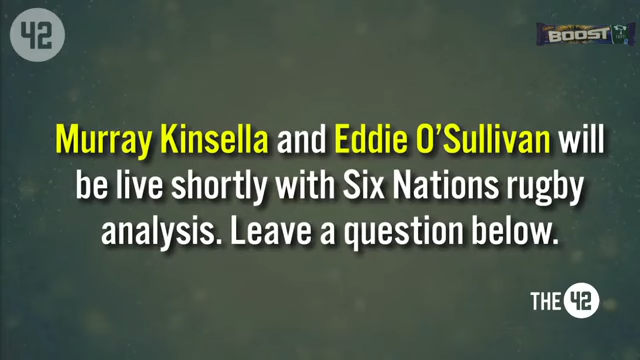 42
BOOST
Murray Kinsella and Eddie O'Sullivan will
be live shortly with Six Nations rugby
analysis. Leave a question below.
THE 42